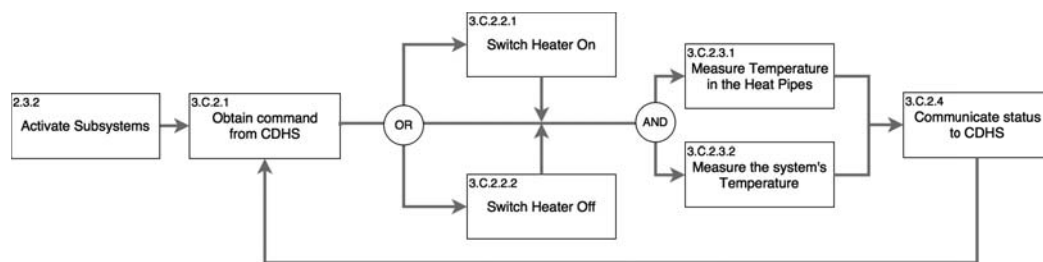 2.3.2
Activate Subsystems
3.C.2.1
Obtain command
from CDHS
OR
3.C.2.2.1
Switch Heater On
3.C.2.2.2
Switch Heater Off
AND
3.C.2.3.1
Measure Temperature
in the Heat Pipes
3.C.2.3.2
Measure the system's
Temperature
3.C.2.4
Communicate status
to CDHS